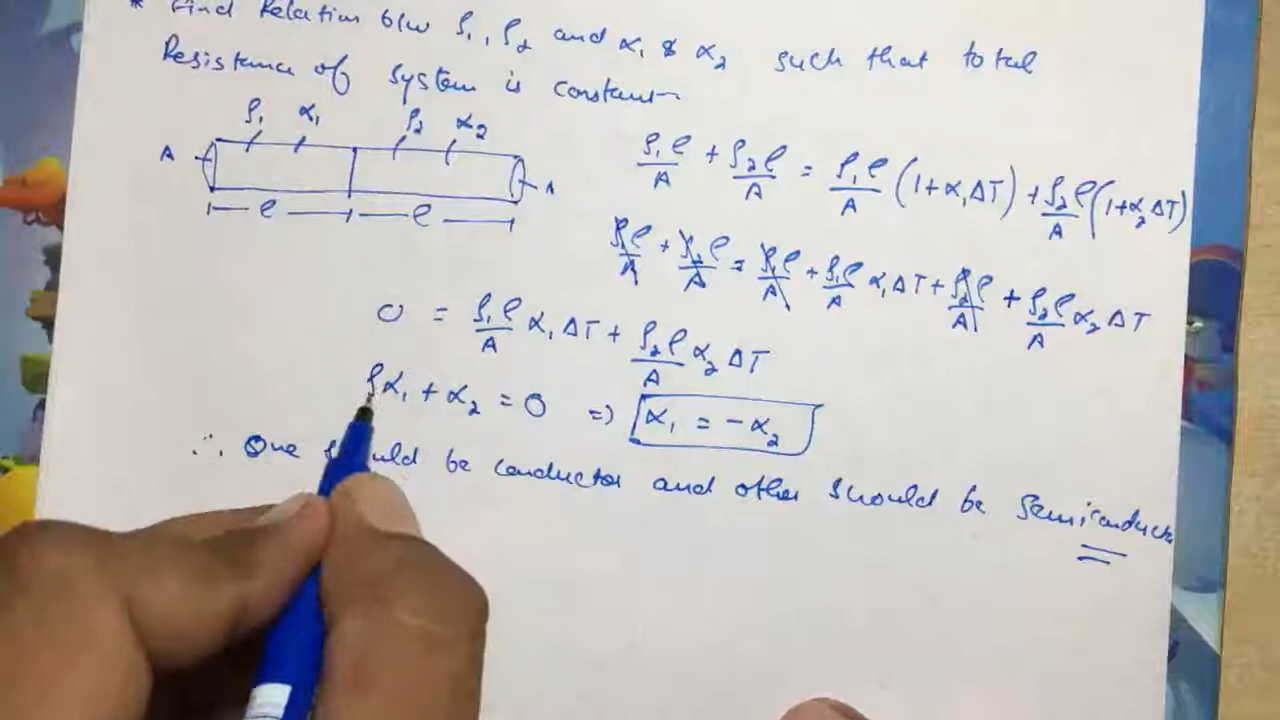 * Find Relation b/w ρ₁, ρ₂ and α₁ & α₂ such that total
Resistance of system is constant
ρ₁ α₁ ρ₂ α₂
A A
ℓ ℓ
ρ₁ℓ/A + ρ₂ℓ/A = ρ₁ℓ/A (1+α₁ΔT) + ρ₂ℓ/A (1+α₂ΔT)
ρ₁ℓ/A + ρ₂ℓ/A = ρ₁ℓ/A + ρ₁ℓ/A α₁ΔT + ρ₂ℓ/A + ρ₂ℓ/A α₂ΔT
0 = ρ₁ℓ/A α₁ΔT + ρ₂ℓ/A α₂ΔT
ρα₁ + α₂ = 0 => α₁ = -α₂
∴ One should be conductor and other should be Semiconducto